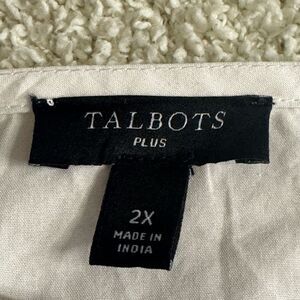 TALBOTS
PLUS
2X
MADE IN
INDIA